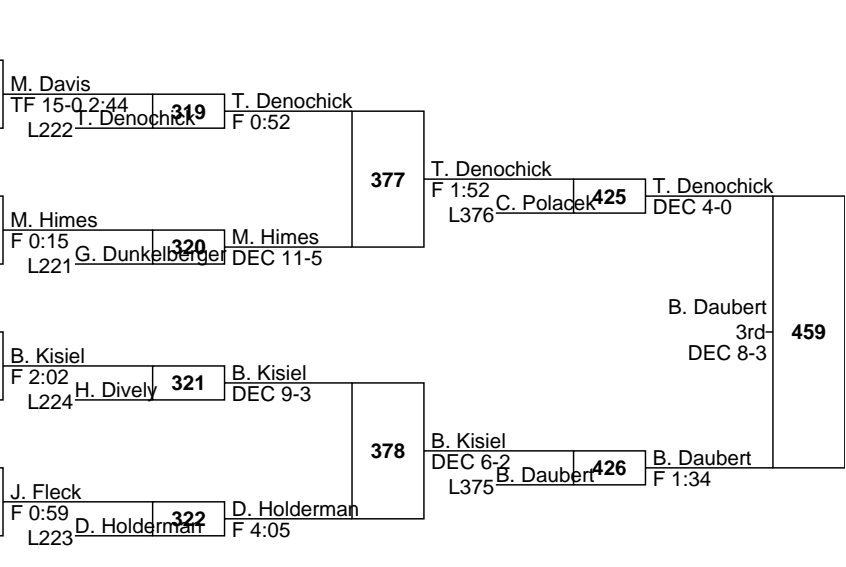 M. Davis
TF 15-0 2:44
L222 T. Denochick
319
T. Denochick
F 0:52
M. Himes
F 0:15
L221 G. Dunkelberger
320
M. Himes
DEC 11-5
377
T. Denochick
F 1:52
L376 C. Polacek
425
T. Denochick
DEC 4-0
B. Kisiel
F 2:02
L224 H. Dively
321
B. Kisiel
DEC 9-3
J. Fleck
F 0:59
L223 D. Holderman
322
D. Holderman
F 4:05
378
B. Kisiel
DEC 6-2
L375 B. Daubert
426
B. Daubert
F 1:34
B. Daubert
3rd
DEC 8-3
459